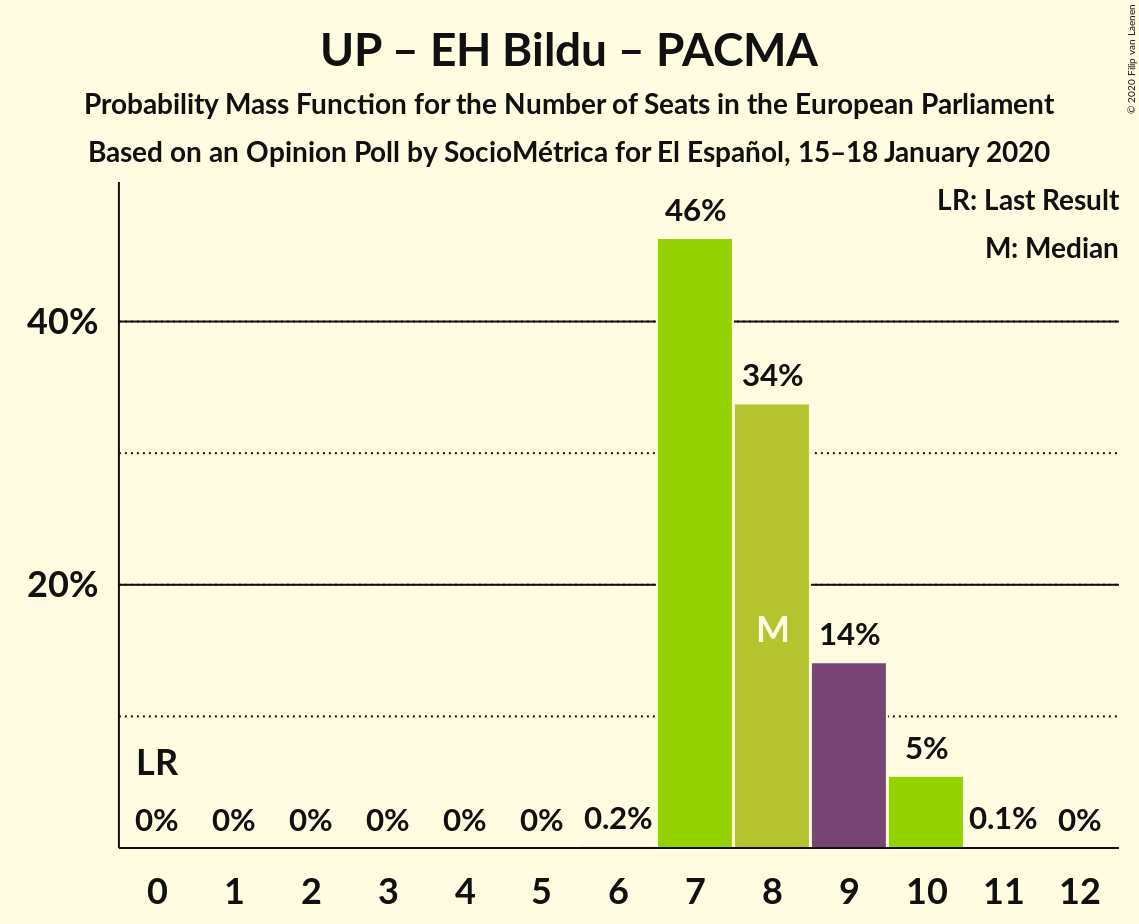 UP – EH Bildu – PACMA
Probability Mass Function for the Number of Seats in the European Parliament
Based on an Opinion Poll by SocioMétrica for El Español, 15–18 January 2020
© 2020 Filip van Laenen
LR: Last Result
M: Median
46%
40%
34%
20%
M
14%
LR
5%
0% 0% 0% 0% 0% 0% 0.2% 0.1% 0%
0 1 2 3 4 5 6 7 8 9 10 11 12